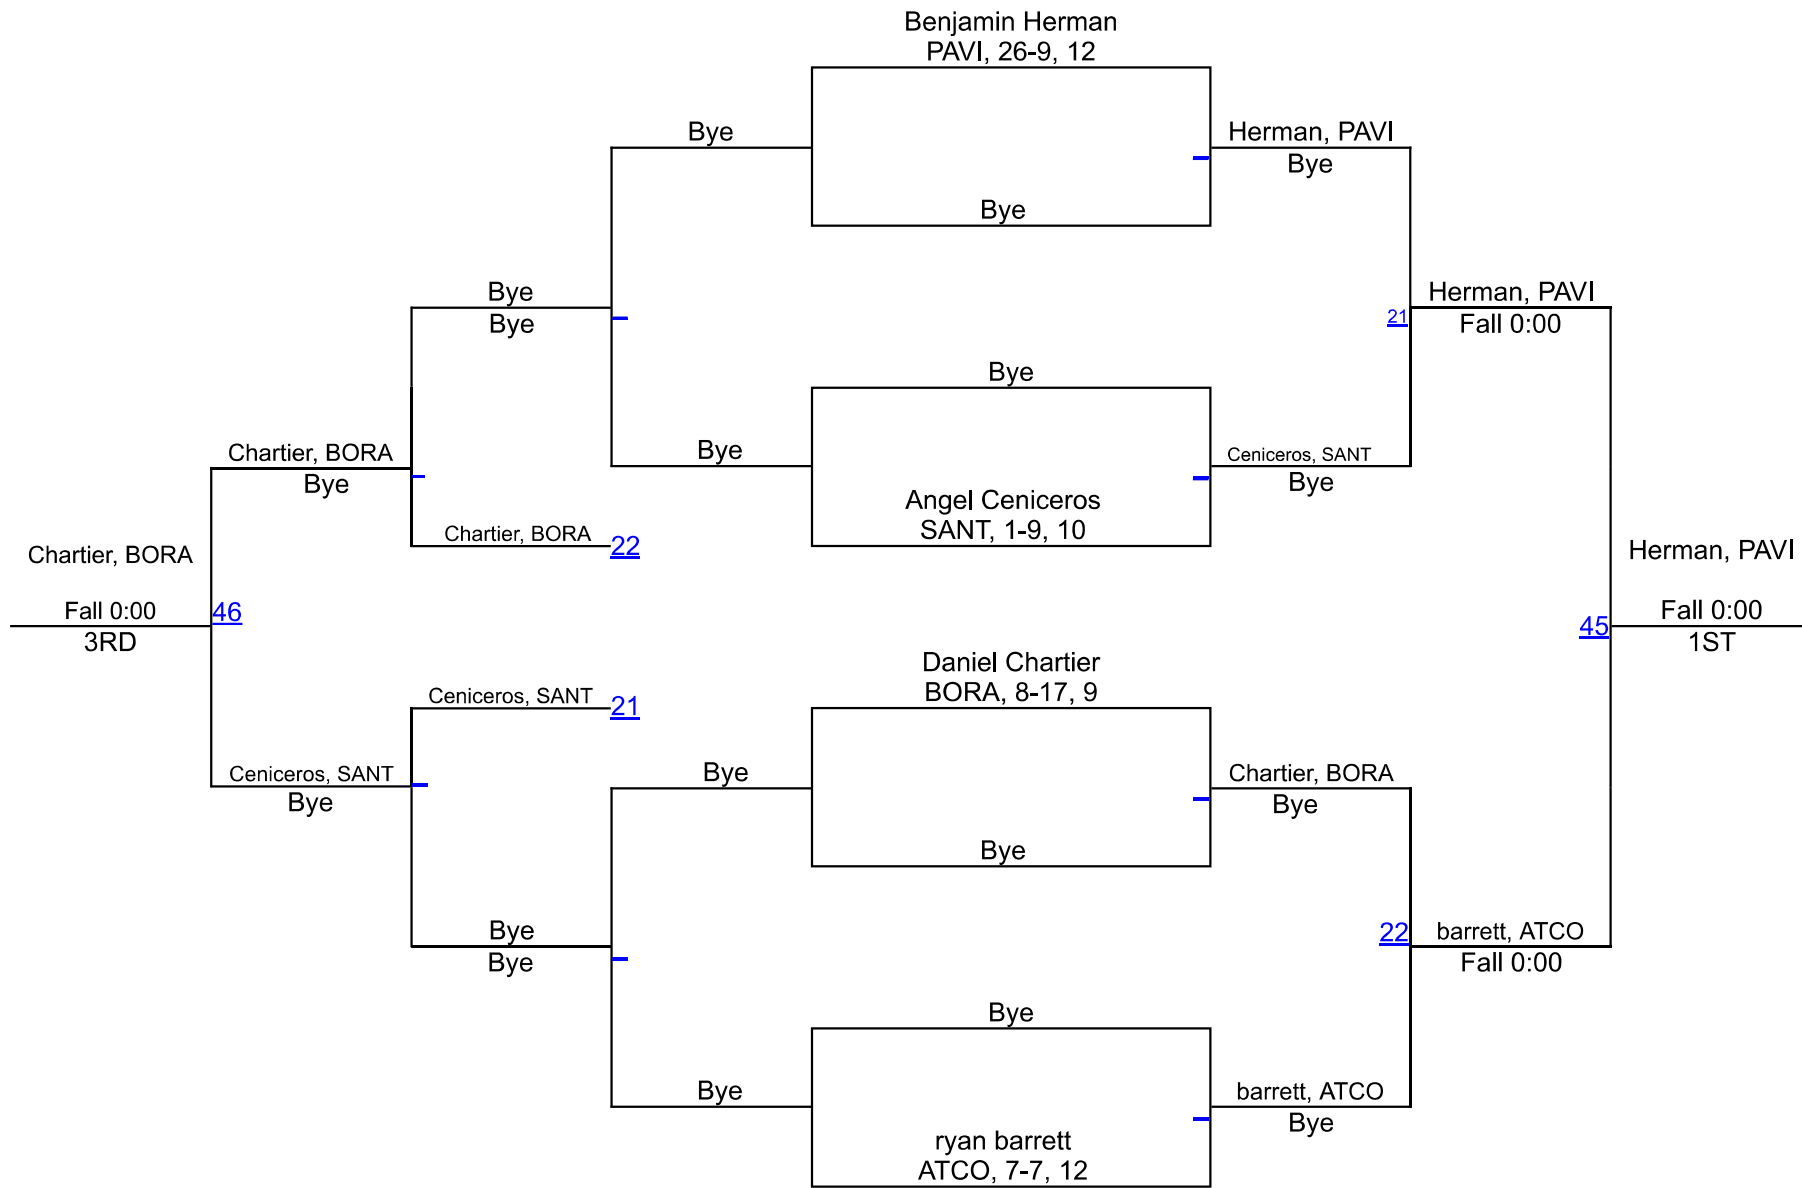 Benjamin Herman
PAVI, 26-9, 12
Bye
Herman, PAVI
Bye
Bye
Bye
Herman, PAVI
Bye
21
Fall 0:00
Bye
Chartier, BORA
Bye
Ceniceros, SANT
Bye
Bye
Angel Ceniceros
SANT, 1-9, 10
Chartier, BORA
22
Chartier, BORA
Herman, PAVI
Fall 0:00
46
45
Fall 0:00
3RD
1ST
Daniel Chartier
BORA, 8-17, 9
Ceniceros, SANT
21
Ceniceros, SANT
Bye
Bye
Chartier, BORA
Bye
Bye
Bye
22
barrett, ATCO
Bye
Fall 0:00
Bye
Bye
barrett, ATCO
Bye
ryan barrett
ATCO, 7-7, 12